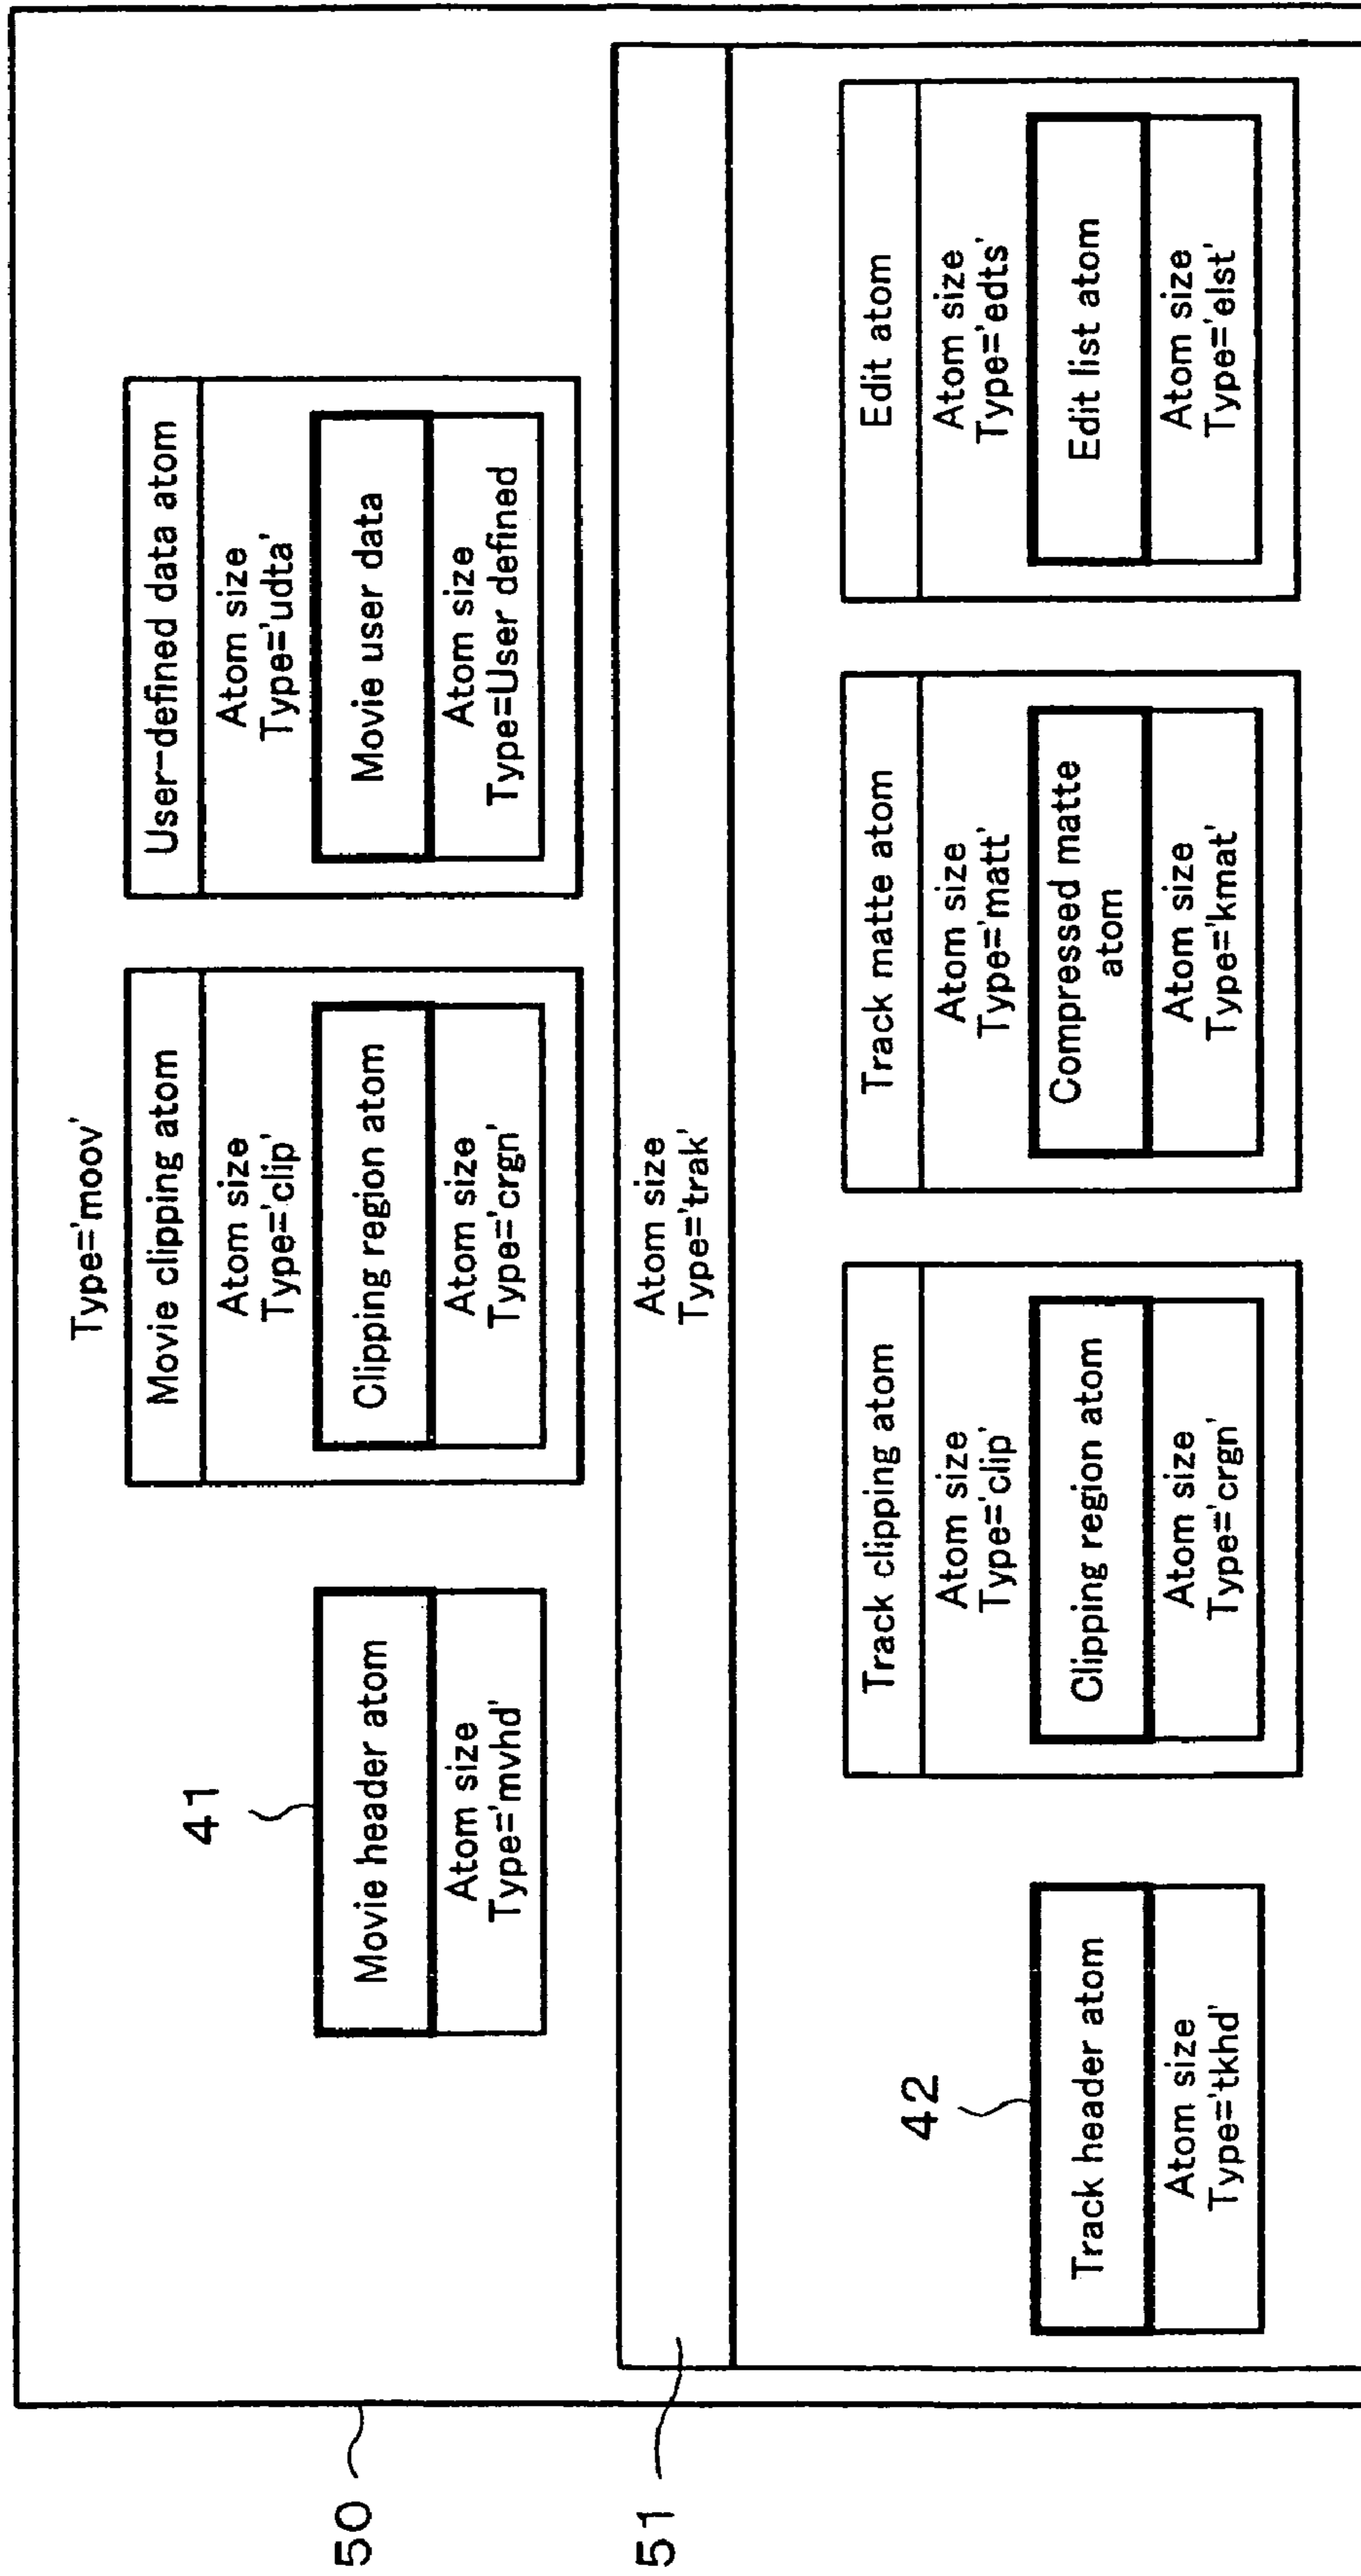 50
Type='moov'
41
Movie header atom
Atom size
Type='mvhd'
Movie clipping atom
Atom size
Type='clip'
Clipping region atom
Atom size
Type='crgn'
User-defined data atom
Atom size
Type='udta'
Movie user data
Atom size
Type=User defined
51
Atom size
Type='trak'
42
Track header atom
Atom size
Type='tkhd'
Track clipping atom
Atom size
Type='clip'
Clipping region atom
Atom size
Type='crgn'
Track matte atom
Atom size
Type='matt'
Compressed matte
atom
Atom size
Type='kmat'
Edit atom
Atom size
Type='edts'
Edit list atom
Atom size
Type='elst'